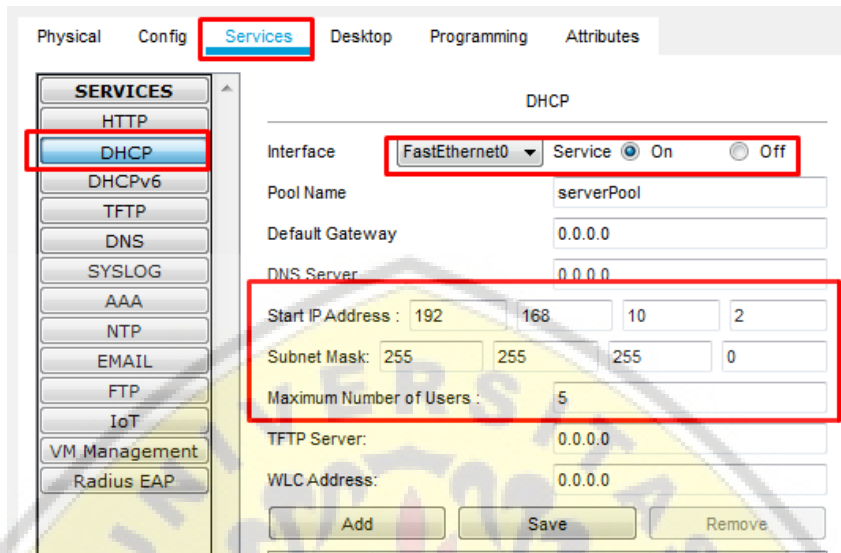 Physical Config Services Desktop Programming Attributes
SERVICES
HTTP
DHCP
DHCPv6
TFTP
DNS
SYSLOG
AAA
NTP
EMAIL
FTP
IoT
VM Management
Radius EAP
DHCP
Interface FastEthernet0 Service On Off
Pool Name serverPool
Default Gateway 0.0.0.0
DNS Server 0.0.0.0
Start IP Address : 192 168 10 2
Subnet Mask: 255 255 255 0
Maximum Number of Users : 5
TFTP Server: 0.0.0.0
WLC Address: 0.0.0.0
Add Save Remove
UNIVERSITA